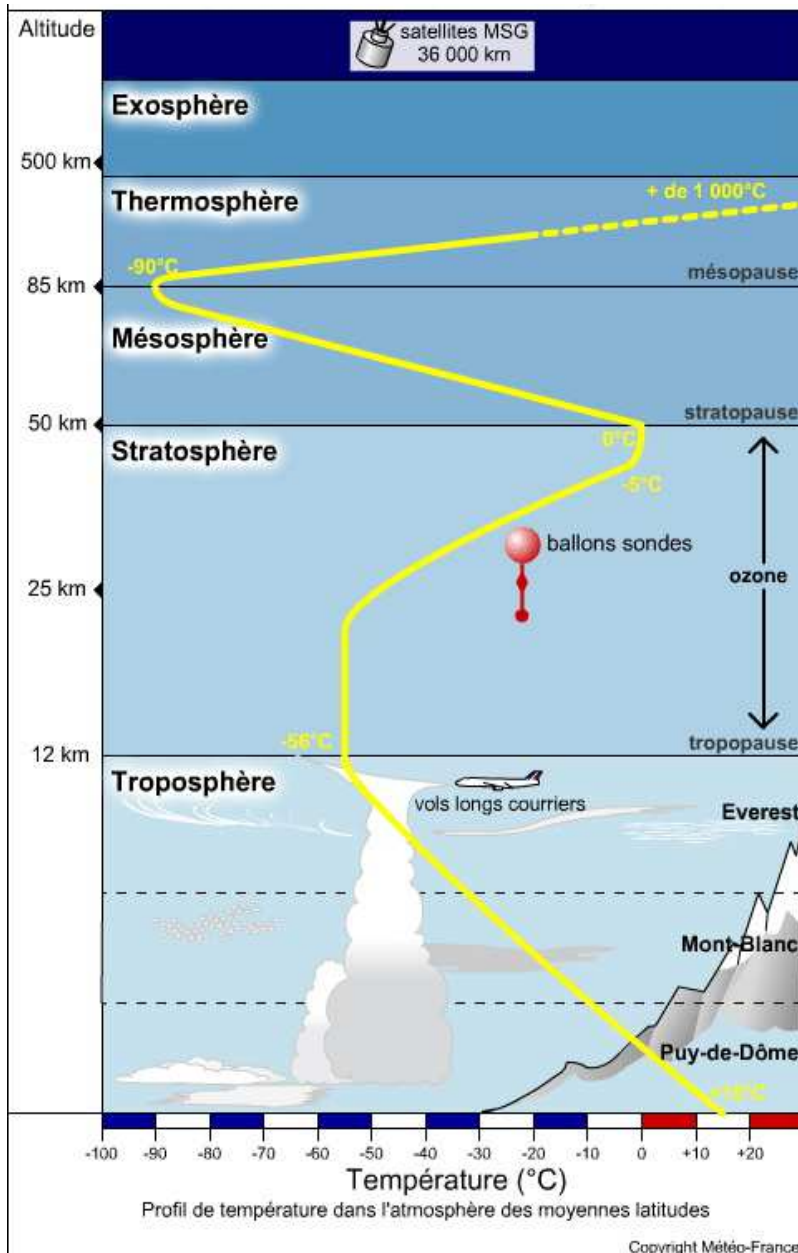 Altitude
satellites MSG
36 000 km
Exosphère
500 km
Thermosphère
+ de 1 000°C
-90°C
mésopause
85 km
Mésosphère
stratopause
50 km
0°C
Stratosphère
-5°C
ballons sondes
ozone
25 km
-56°C
tropopause
12 km
Troposphère
vols longs courriers
Everest
Mont-Blanc
Puy-de-Dôme
+15°C
-100 -90 -80 -70 -60 -50 -40 -30 -20 -10 0 +10 +20
Température (°C)
Profil de température dans l'atmosphère des moyennes latitudes
Copyright Météo-France